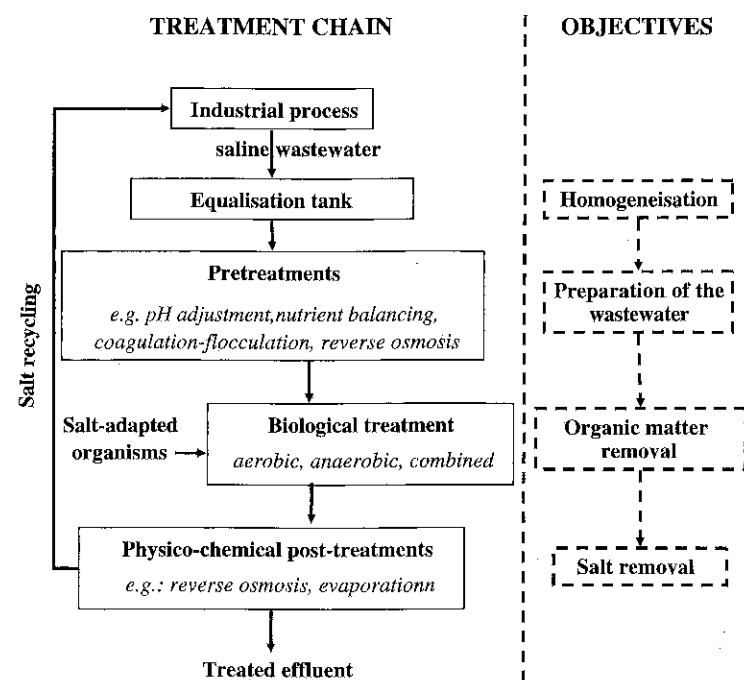 TREATMENT CHAIN
OBJECTIVES
Industrial process
saline wastewater
Equalisation tank
Homogeneisation
Pretreatments
e.g. pH adjustment,nutrient balancing,
coagulation-flocculation, reverse osmosis
Preparation of the
wastewater
Salt recycling
Salt-adapted
organisms
Biological treatment
aerobic, anaerobic, combined
Organic matter
removal
Physico-chemical post-treatments
e.g.: reverse osmosis, evaporationn
Salt removal
Treated effluent